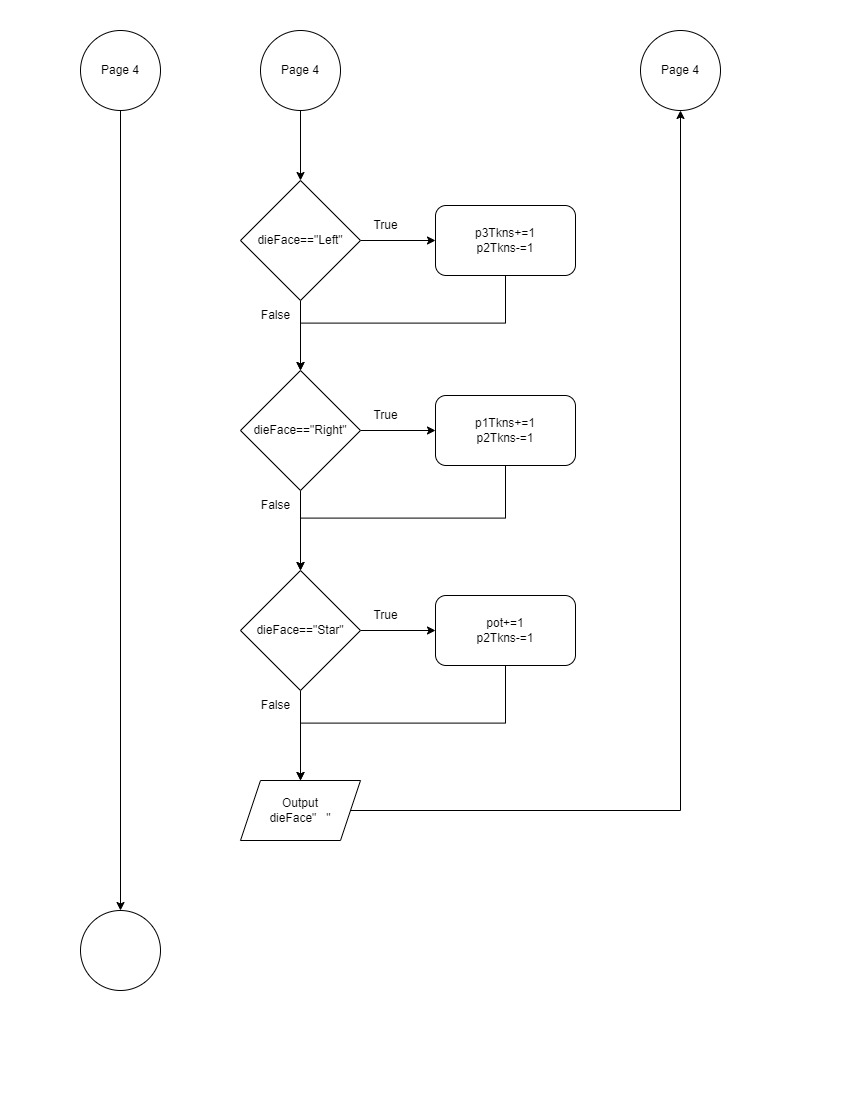 Page 4
Page 4
Page 4
dieFace=="Left"
True
p3Tkns+=1
p2Tkns-=1
False
dieFace=="Right"
True
p1Tkns+=1
p2Tkns-=1
False
dieFace=="Star"
True
pot+=1
p2Tkns-=1
False
Output
dieFace"   "